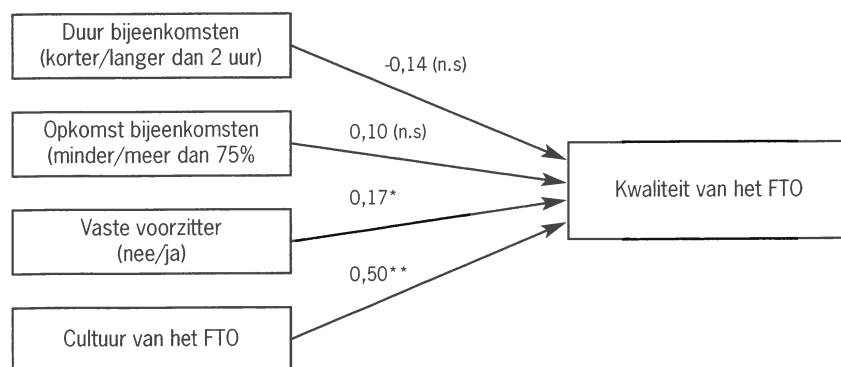 Duur bijeenkomsten
(korter/langer dan 2 uur)
-0,14 (n.s)
Opkomst bijeenkomsten
(minder/meer dan 75%
0,10 (n.s)
Kwaliteit van het FTO
Vaste voorzitter
(nee/ja)
0,17*
0,50**
Cultuur van het FTO